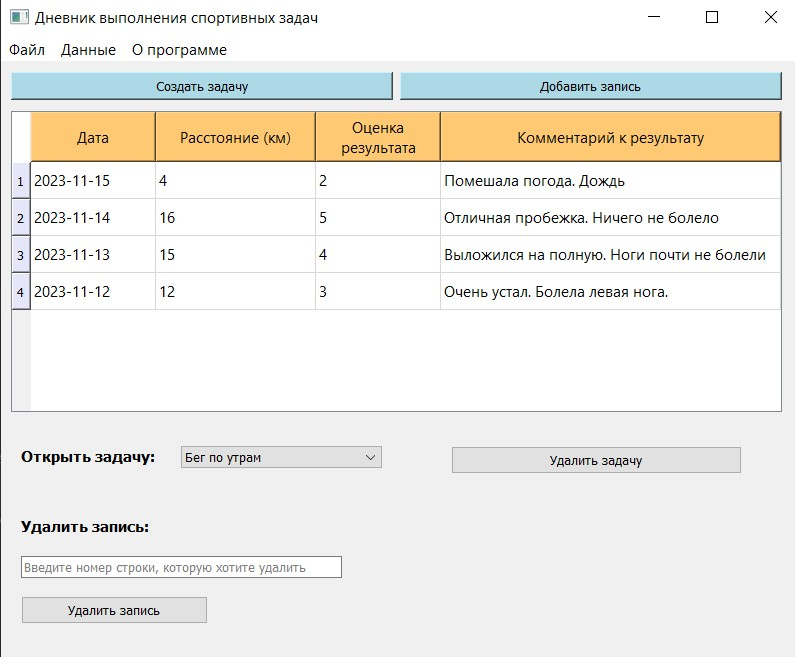 Дневник выполнения спортивных задач
Файл Данные О программе
Создать задачу Добавить запись
Дата Расстояние (км) Оценка результата Комментарий к результату
1 2023-11-15 4 2 Помешала погода. Дождь
2 2023-11-14 16 5 Отличная пробежка. Ничего не болело
3 2023-11-13 15 4 Выложился на полную. Ноги почти не болели
4 2023-11-12 12 3 Очень устал. Болела левая нога.
Открыть задачу: Бег по утрам Удалить задачу
Удалить запись:
Введите номер строки, которую хотите удалить
Удалить запись